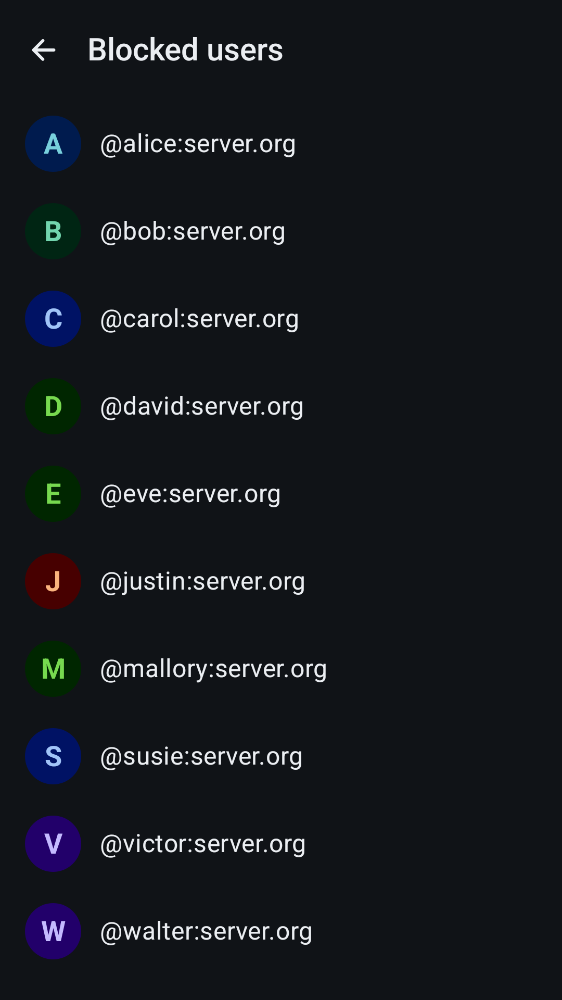 Blocked users
A @alice:server.org
B @bob:server.org
C @carol:server.org
D @david:server.org
E @eve:server.org
J @justin:server.org
M @mallory:server.org
S @susie:server.org
V @victor:server.org
W @walter:server.org